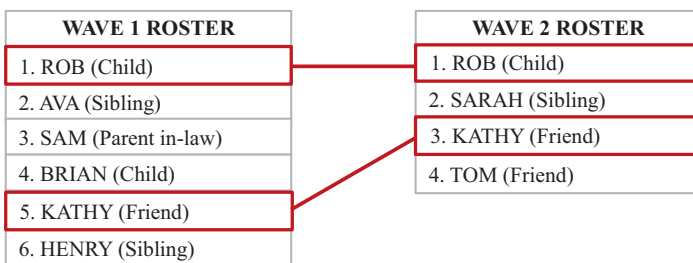 WAVE 1 ROSTER
1. ROB (Child)
2. AVA (Sibling)
3. SAM (Parent in-law)
4. BRIAN (Child)
5. KATHY (Friend)
6. HENRY (Sibling)
WAVE 2 ROSTER
1. ROB (Child)
2. SARAH (Sibling)
3. KATHY (Friend)
4. TOM (Friend)